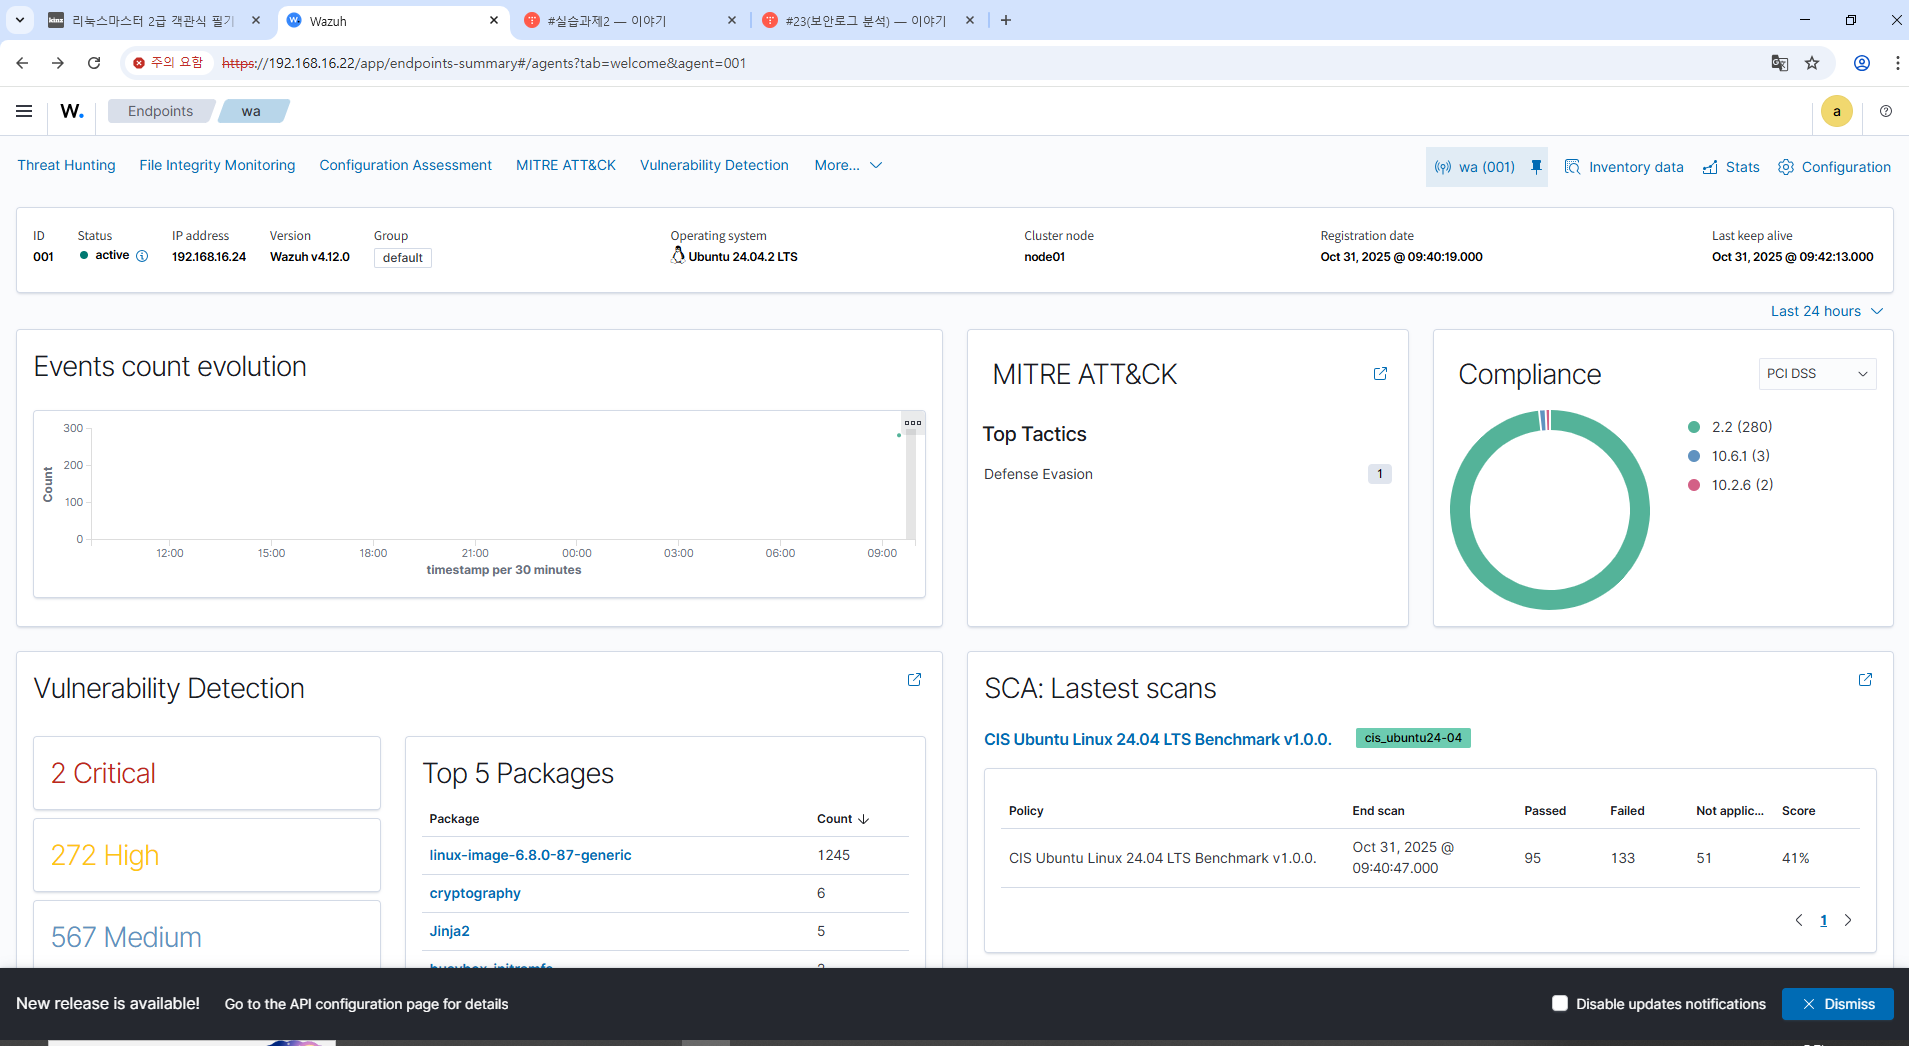 리눅스마스터 2급 객관식 필기
Wazuh
#실습과제2 — 이야기
#23(보안로그 분석) — 이야기
주의 요함
https://192.168.16.22/app/endpoints-summary#/agents?tab=welcome&agent=001
W. Endpoints wa a
Threat Hunting File Integrity Monitoring Configuration Assessment MITRE ATT&CK Vulnerability Detection More... wa (001) Inventory data Stats Configuration
ID Status IP address Version Group Operating system Cluster node Registration date Last keep alive
001 active 192.168.16.24 Wazuh v4.12.0 default Ubuntu 24.04.2 LTS node01 Oct 31, 2025 @ 09:40:19.000 Oct 31, 2025 @ 09:42:13.000
Last 24 hours
Events count evolution
300
200
100
0
Count
12:00 15:00 18:00 21:00 00:00 03:00 06:00 09:00
timestamp per 30 minutes
MITRE ATT&CK
Top Tactics
Defense Evasion 1
Compliance
PCI DSS
2.2 (280)
10.6.1 (3)
10.2.6 (2)
Vulnerability Detection
2 Critical
272 High
567 Medium
Top 5 Packages
Package Count
linux-image-6.8.0-87-generic 1245
cryptography 6
Jinja2 5
SCA: Lastest scans
CIS Ubuntu Linux 24.04 LTS Benchmark v1.0.0. cis_ubuntu24-04
Policy End scan Passed Failed Not applic... Score
CIS Ubuntu Linux 24.04 LTS Benchmark v1.0.0. Oct 31, 2025 @ 09:40:47.000 95 133 51 41%
1
New release is available! Go to the API configuration page for details Disable updates notifications Dismiss